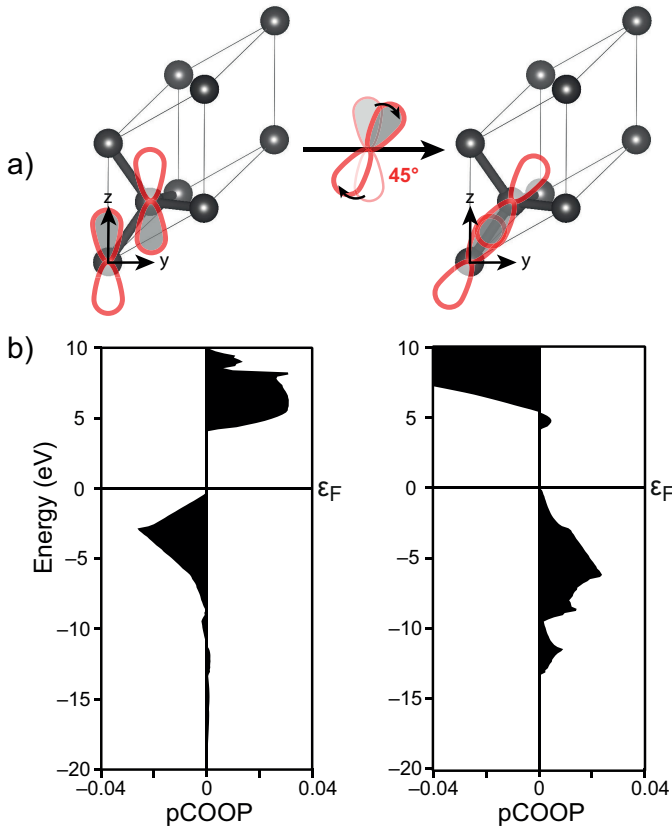 a)
z
y
45°
z
y
b)
10
5
0
–5
–10
–15
–20
Energy (eV)
–0.04
0
0.04
pCOOP
εF
10
5
0
–5
–10
–15
–20
–0.04
0
0.04
pCOOP
εF